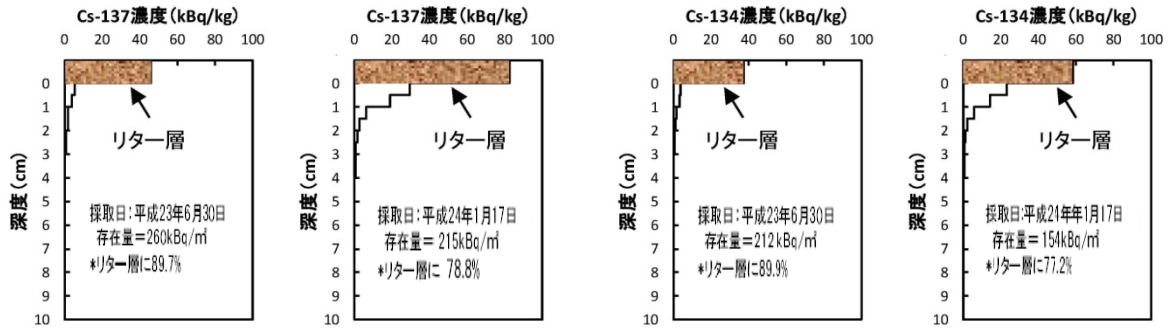 Cs-137濃度(kBq/kg)
0 20 40 60 80 100
深度(cm)
0
1
2
3
4
5
6
7
8
9
10
リター層
採取日:平成23年6月30日
存在量=260kBq/㎡
*リター層に89.7%
Cs-137濃度(kBq/kg)
0 20 40 60 80 100
深度(cm)
0
1
2
3
4
5
6
7
8
9
10
リター層
採取日:平成24年1月17日
存在量= 215kBq/㎡
*リター層に 78.8%
Cs-134濃度(kBq/kg)
0 20 40 60 80 100
深度(cm)
0
1
2
3
4
5
6
7
8
9
10
リター層
採取日:平成23年6月30日
存在量=212kBq/㎡
*リター層に89.9%
Cs-134濃度(kBq/kg)
0 20 40 60 80 100
深度(cm)
0
1
2
3
4
5
6
7
8
9
10
リター層
採取日:平成24年年1月17日
存在量=154kBq/㎡
*リター層に77.2%